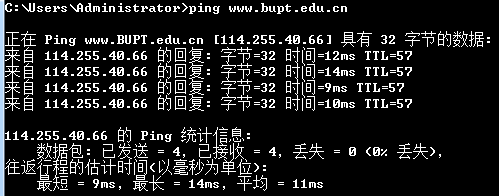 C:\Users\Administrator>ping www.bupt.edu.cn
正在 Ping www.BUPT.edu.cn [114.255.40.66] 具有 32 字节的数据:
来自 114.255.40.66 的回复: 字节=32 时间=12ms TTL=57
来自 114.255.40.66 的回复: 字节=32 时间=14ms TTL=57
来自 114.255.40.66 的回复: 字节=32 时间=9ms TTL=57
来自 114.255.40.66 的回复: 字节=32 时间=10ms TTL=57
114.255.40.66 的 Ping 统计信息:
数据包: 已发送 = 4, 已接收 = 4, 丢失 = 0 (0% 丢失),
往返行程的估计时间(以毫秒为单位):
最短 = 9ms, 最长 = 14ms, 平均 = 11ms